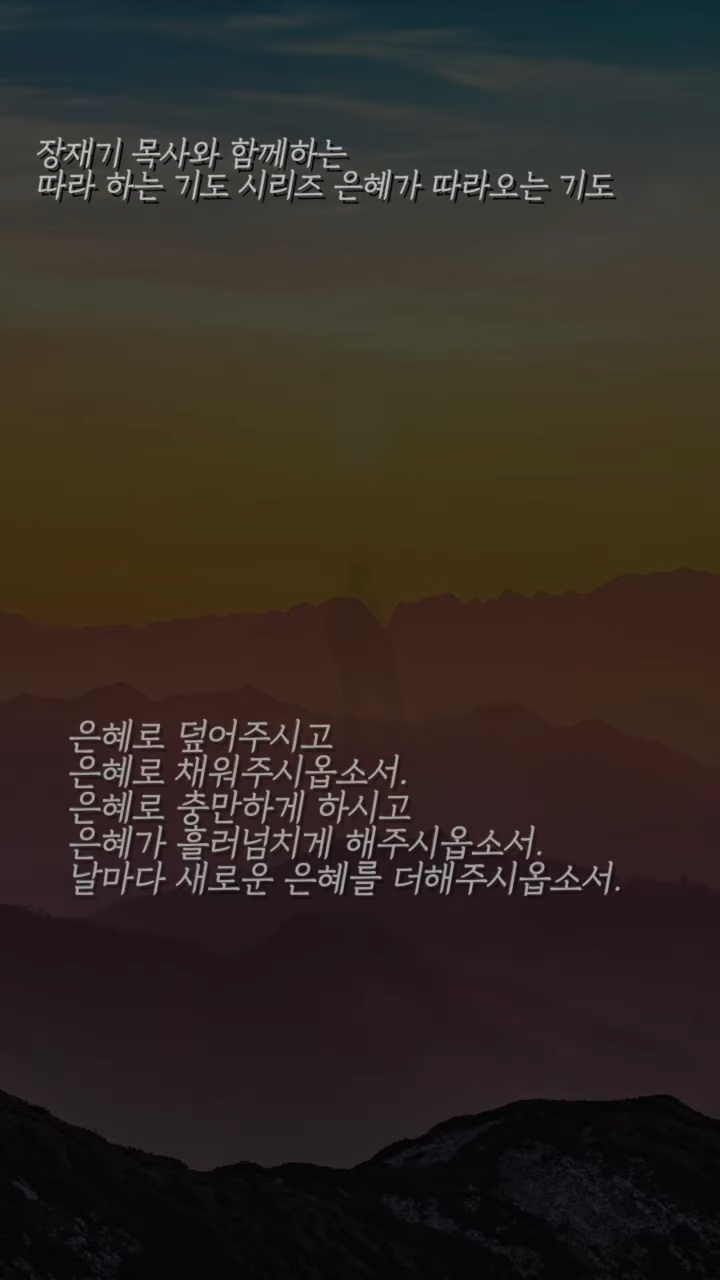 장재기 목사와 함께하는
따라 하는 기도 시리즈 은혜가 따라오는 기도
은혜로 덮어주시고
은혜로 채워주시옵소서.
은혜로 충만하게 하시고
은혜가 흘러넘치게 해주시옵소서.
날마다 새로운 은혜를 더해주시옵소서.